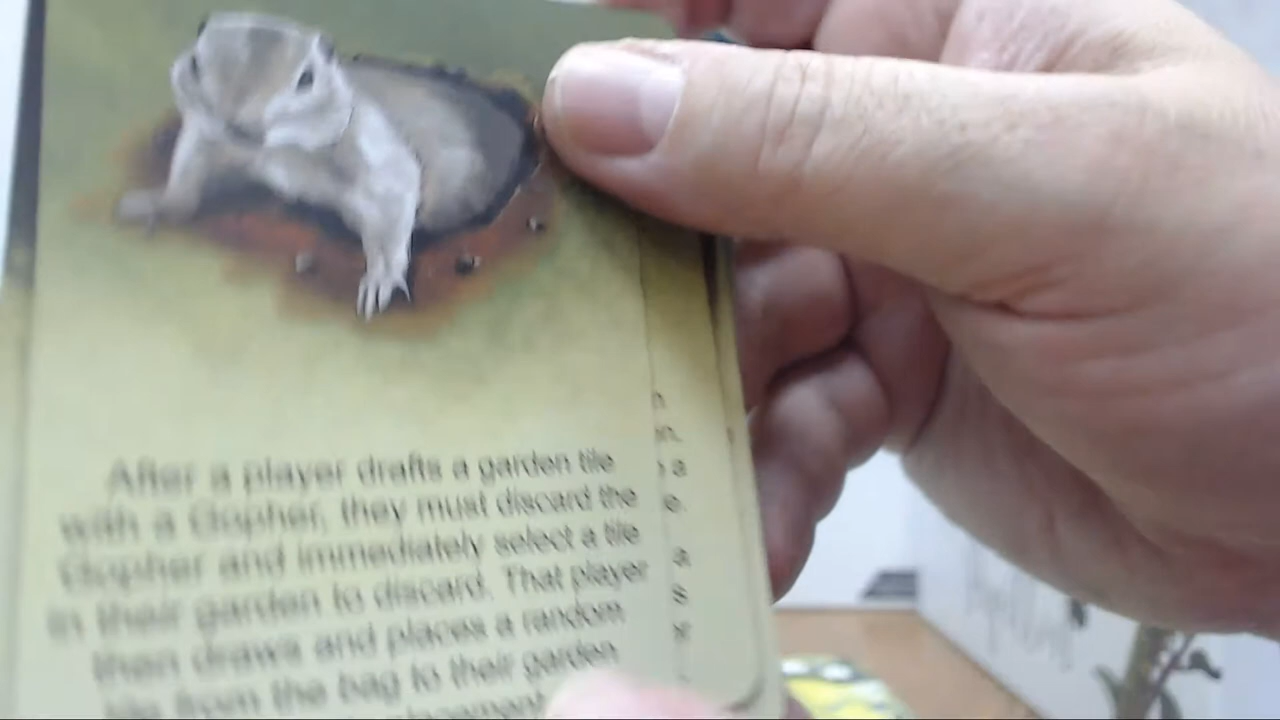 After a player drafts a garden tile
with a Gopher, they must discard the
Gopher and immediately select a tile
in their garden to discard. That player
then draws and places a random
tile from the bag to their garden
placement